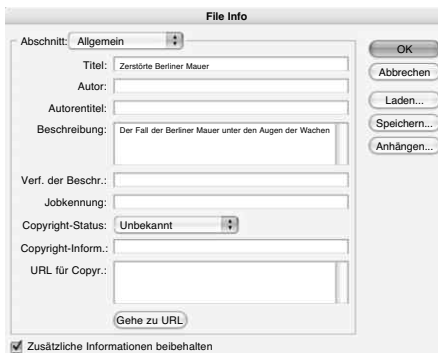 File Info
Abschnitt: Allgemein
OK
Titel: Zerstörte Berliner Mauer
Abbrechen
Autor:
Laden...
Autorentitel:
Speichern...
Beschreibung: Der Fall der Berliner Mauer unter den Augen der Wachen
Anhängen...
Verf. der Beschr.:
Jobkennung:
Copyright-Status: Unbekannt
Copyright-Inform.:
URL für Copyr.:
Gehe zu URL
Zusätzliche Informationen beibehalten